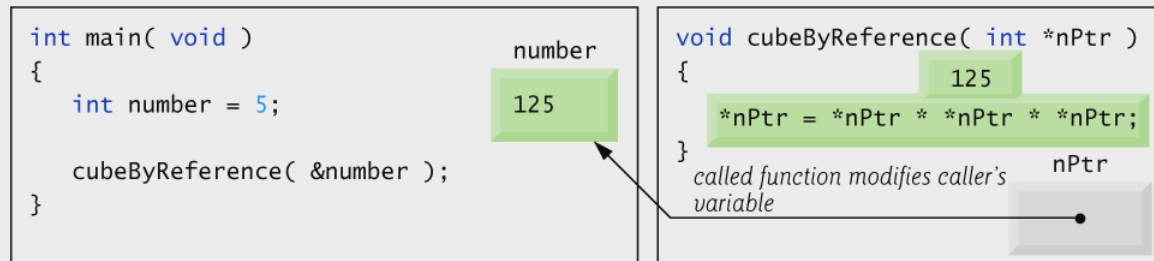 int main( void )
{
int number = 5;
cubeByReference( &number );
}
number
125
void cubeByReference( int *nPtr )
{
125
*nPtr = *nPtr * *nPtr * *nPtr;
}
called function modifies caller's
variable
nPtr